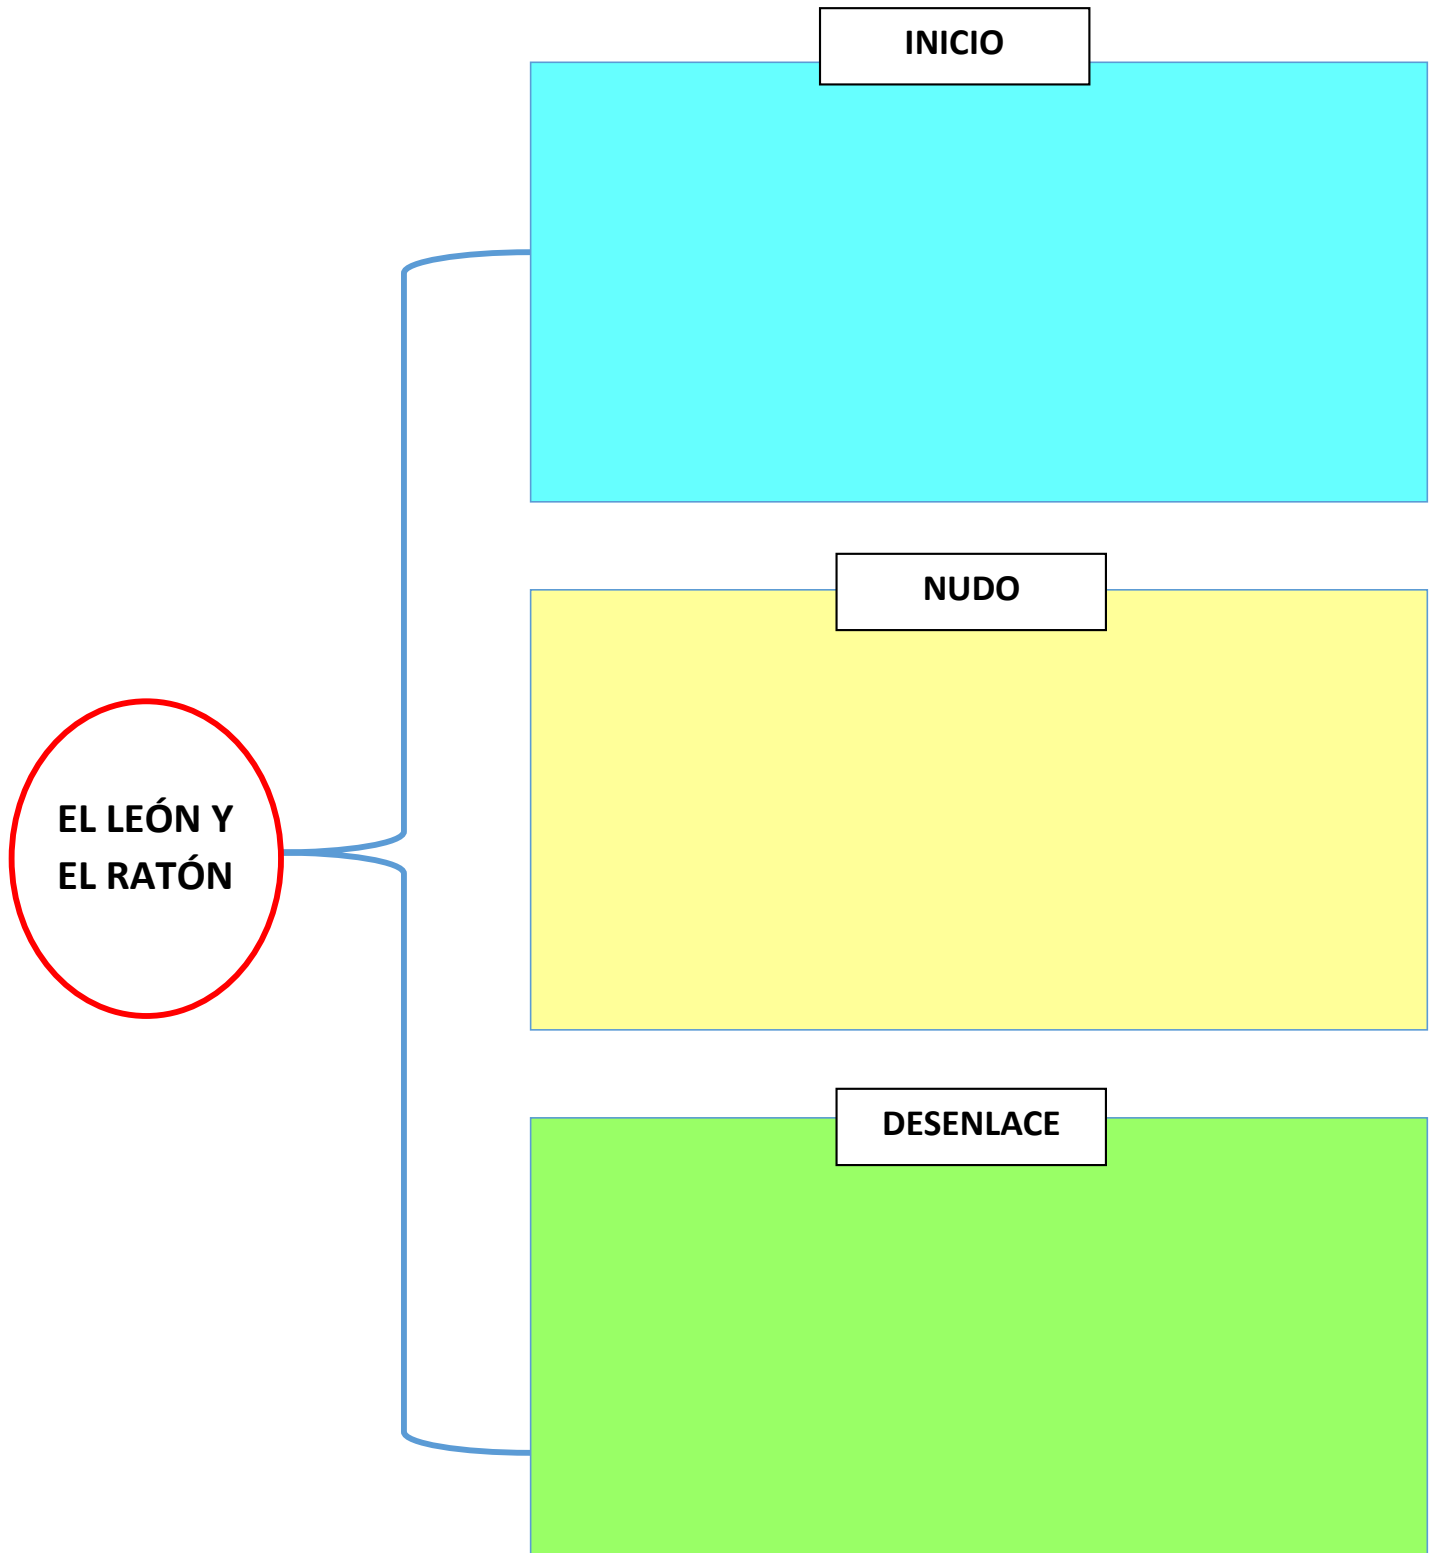 INICIO
NUDO
EL LEÓN Y
EL RATÓN
DESENLACE